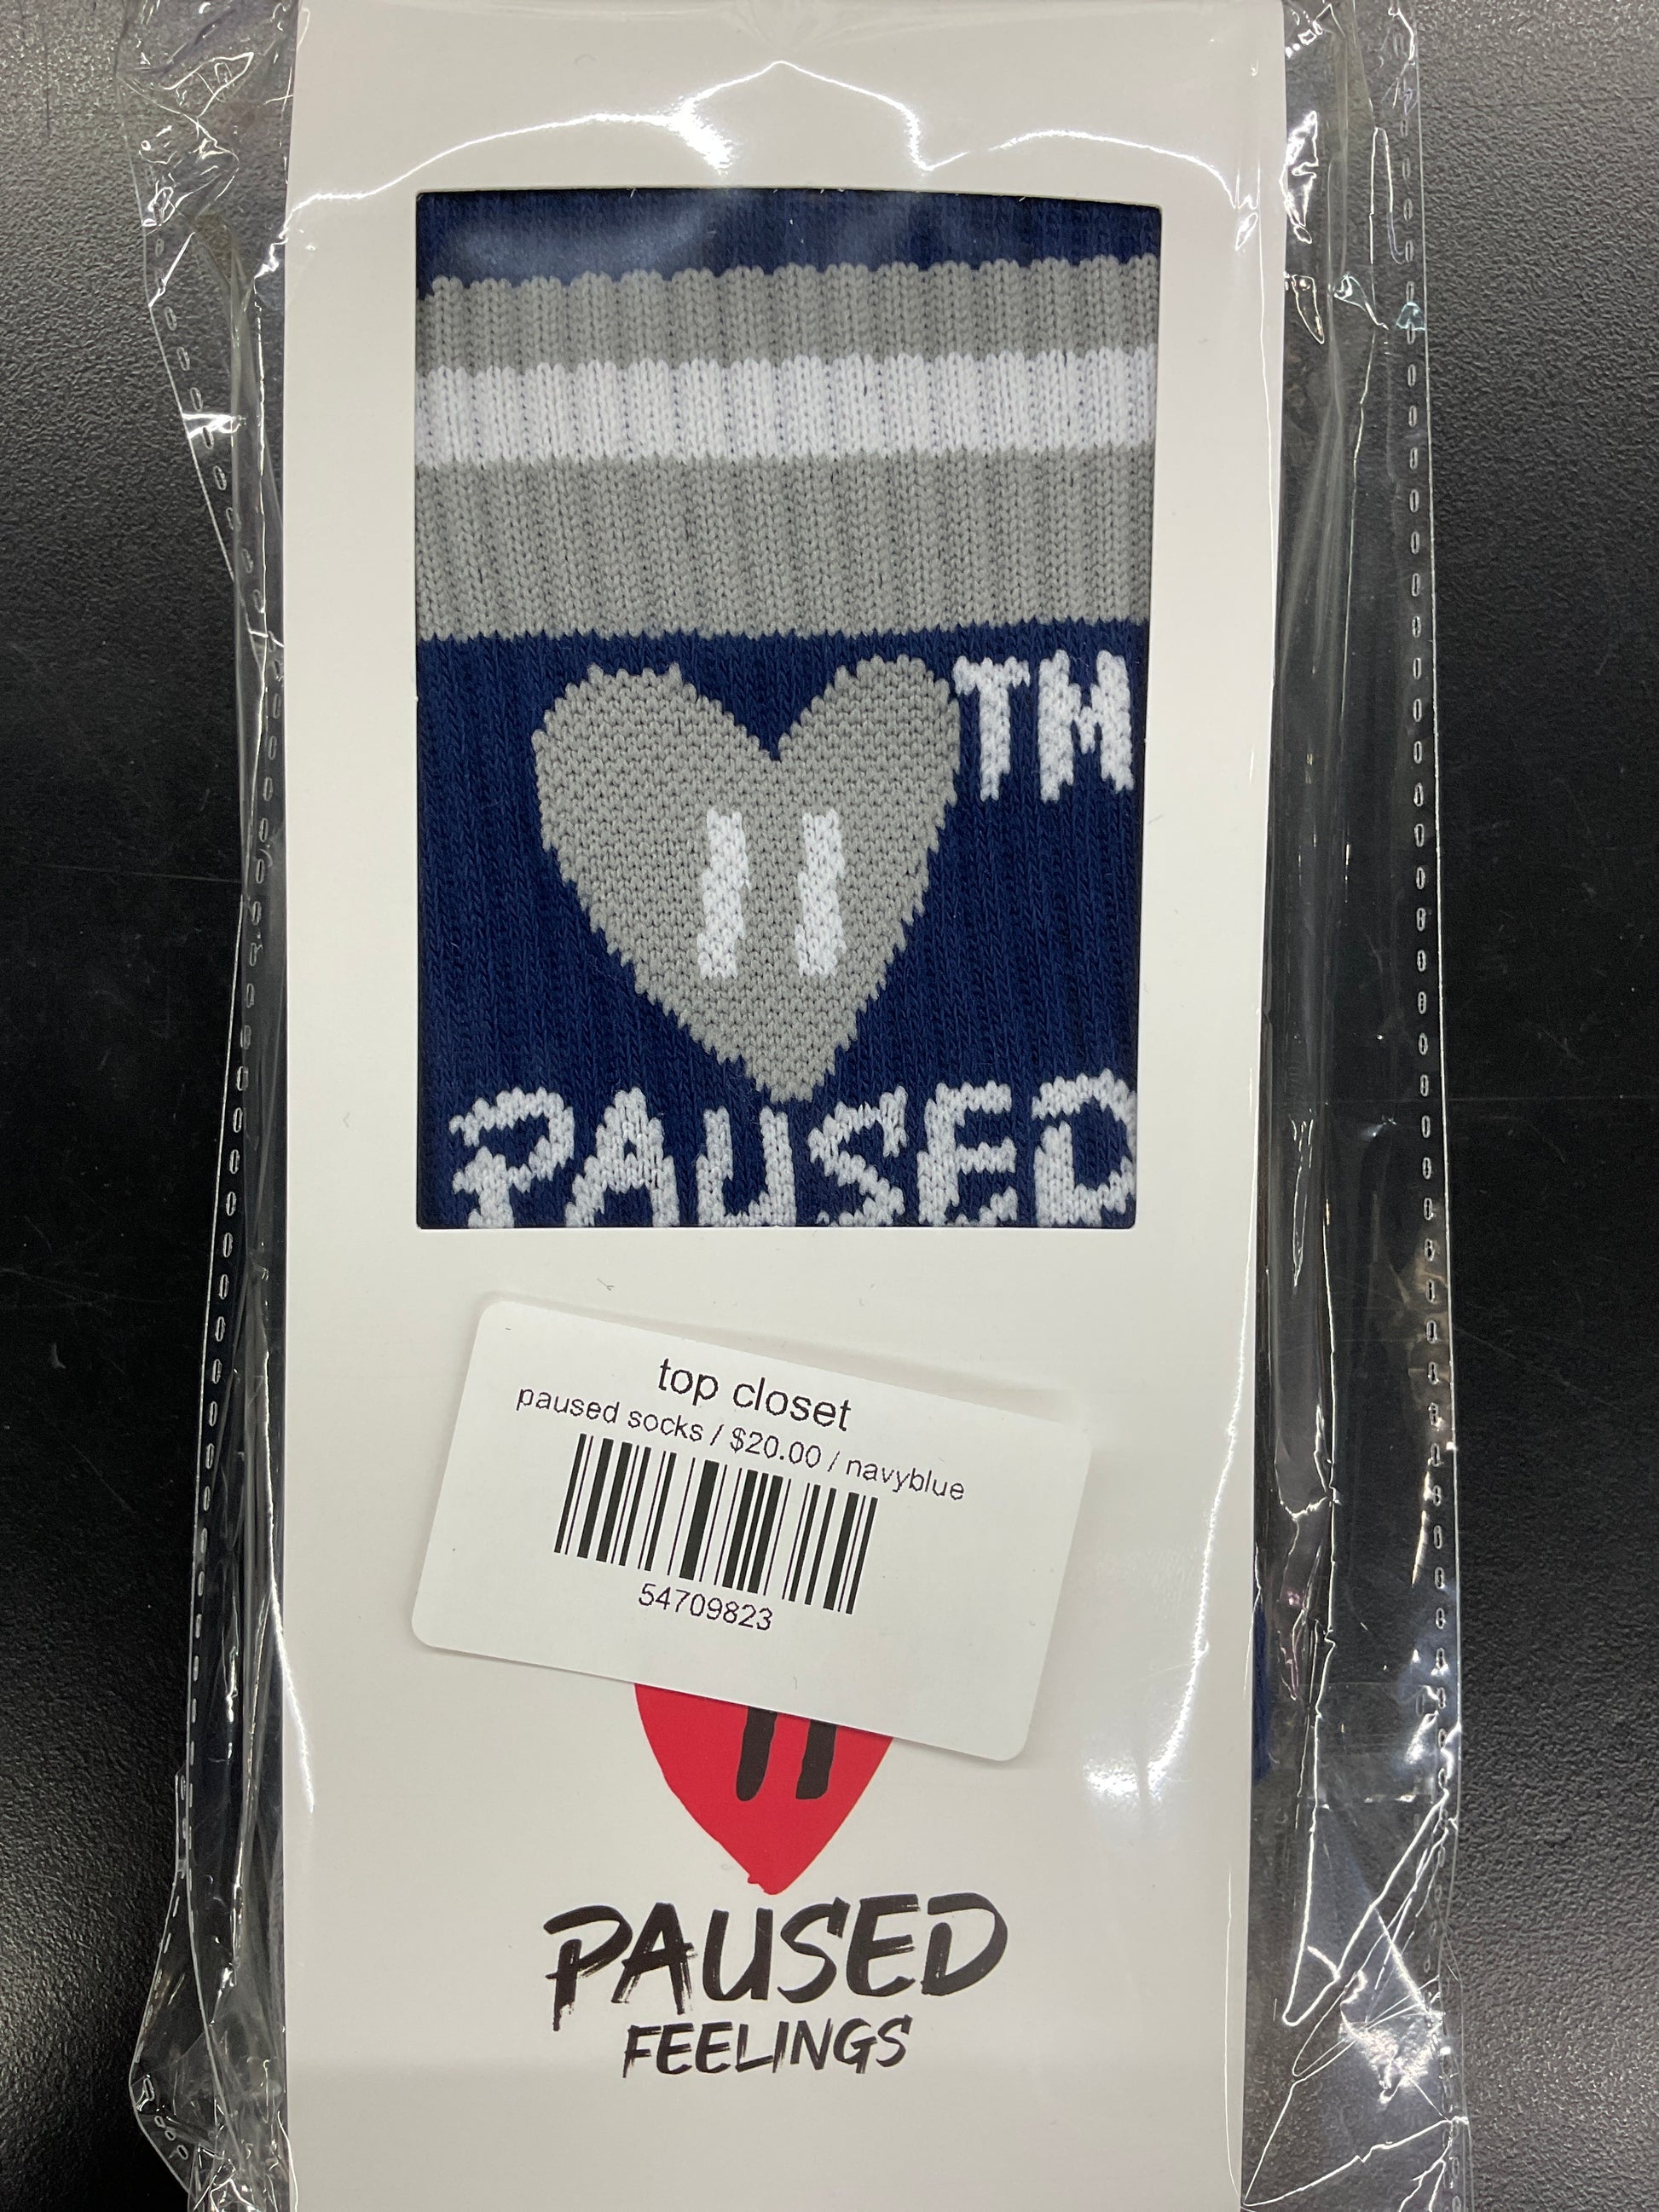 TM
PAUSED
top closet
paused socks / $20.00 / navyblue
54709823
PAUSED
FEELINGS